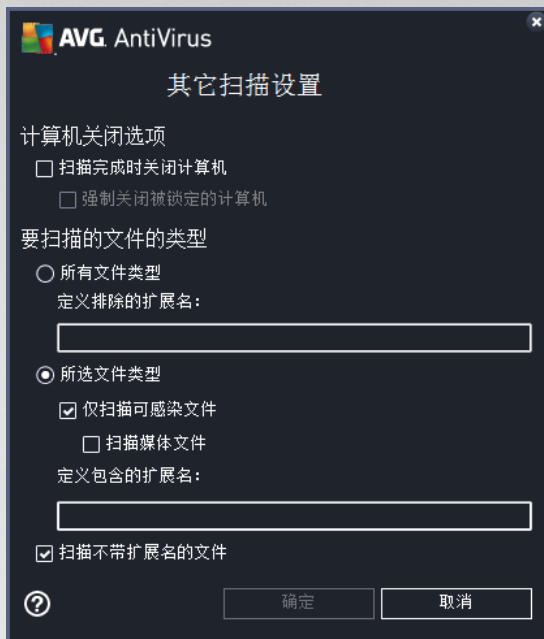 AVG. AntiVirus
其它扫描设置
计算机关闭选项
扫描完成时关闭计算机
强制关闭被锁定的计算机
要扫描的文件的类型
所有文件类型
定义排除的扩展名：
所选文件类型
仅扫描可感染文件
扫描媒体文件
定义包含的扩展名：
扫描不带扩展名的文件
确定
取消